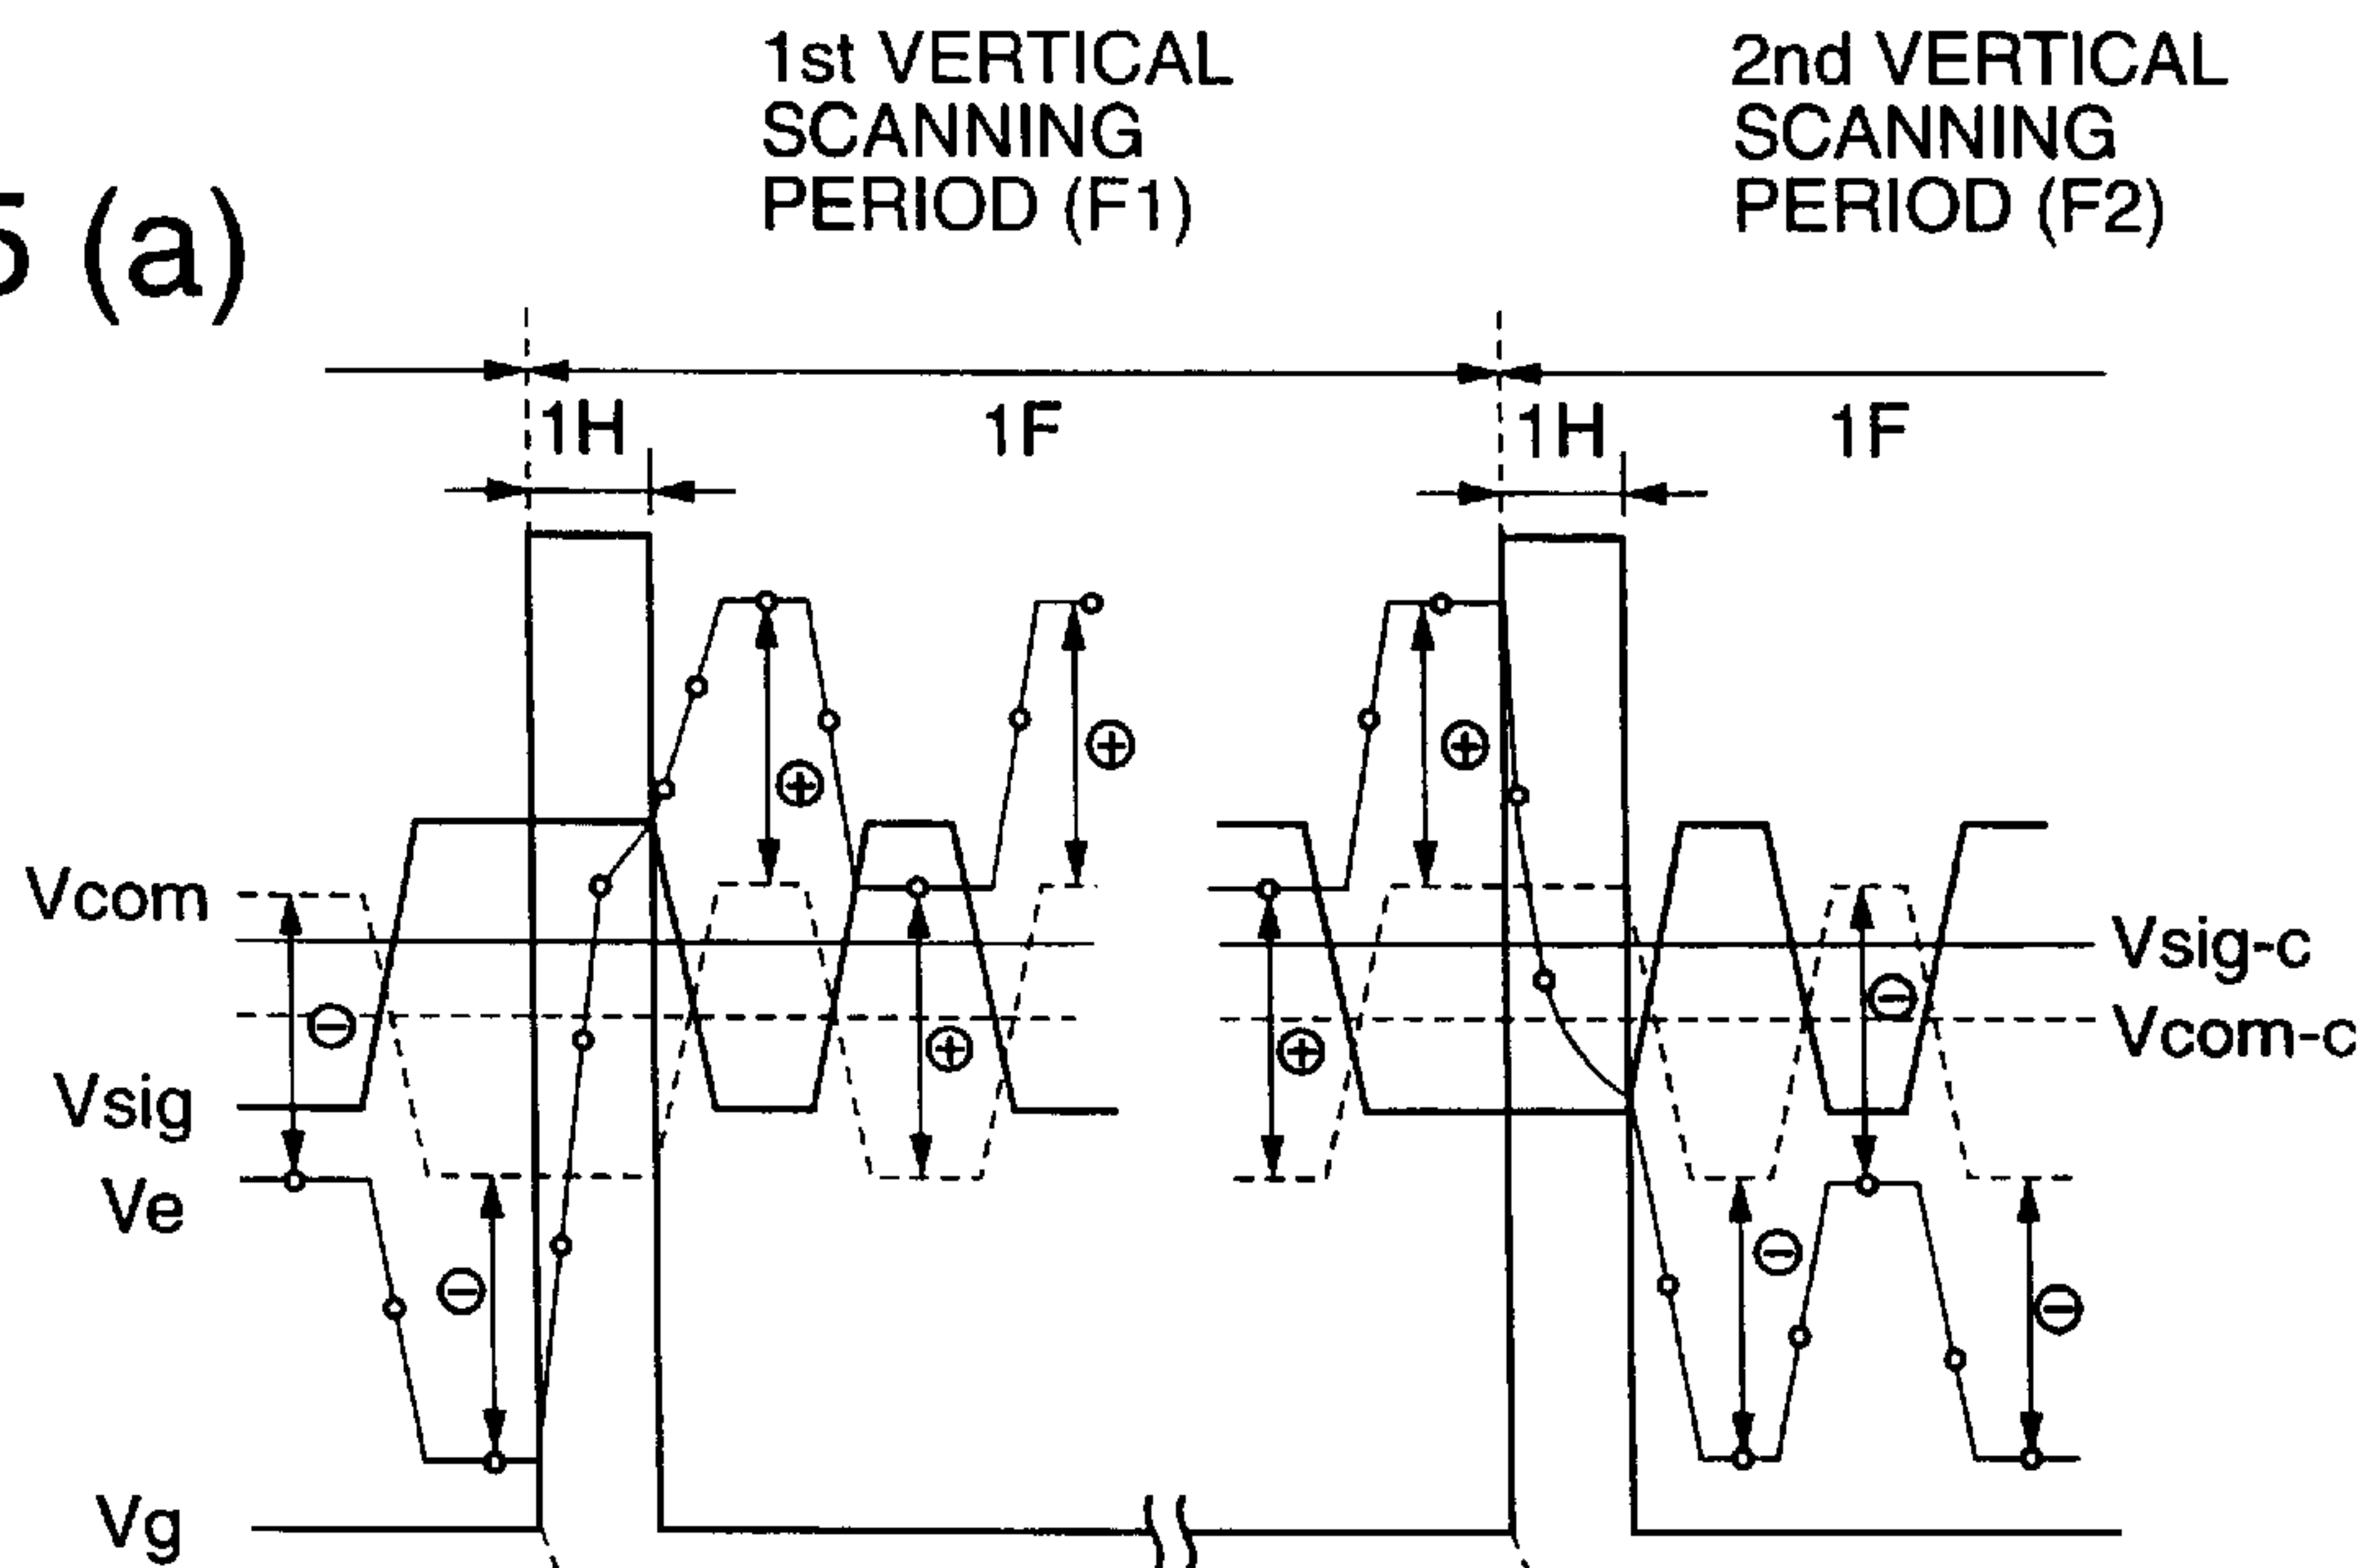 1st VERTICAL
SCANNING
PERIOD (F1)
2nd VERTICAL
SCANNING
PERIOD (F2)
5 (a)
1H
1F
1H
1F
⊕
⊕
⊕
Vcom
Vsig-c
⊖
⊖
⊕
⊕
Vcom-c
Vsig
Ve
⊖
⊖
⊖
Vg